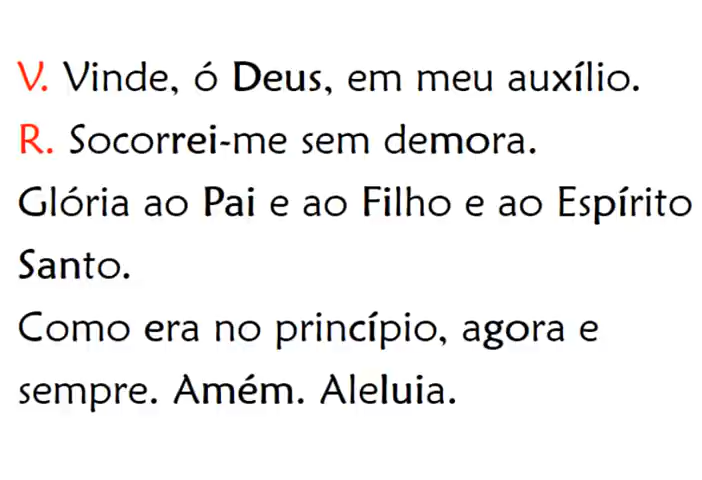 V. Vinde, ó Deus, em meu auxílio.
R. Socorrei-me sem demora.
Glória ao Pai e ao Filho e ao Espírito
Santo.
Como era no princípio, agora e
sempre. Amém. Aleluia.